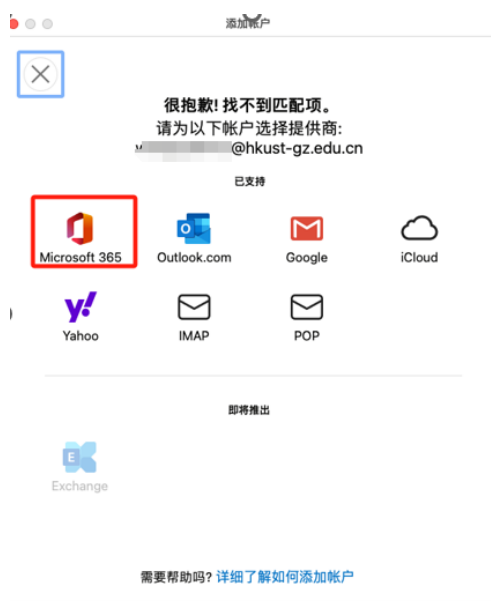 添加帐户
很抱歉! 找不到匹配项。
请为以下帐户选择提供商:
@hkust-gz.edu.cn
已支持
Microsoft 365 Outlook.com Google iCloud
Yahoo IMAP POP
即将推出
Exchange
需要帮助吗? 详细了解如何添加帐户